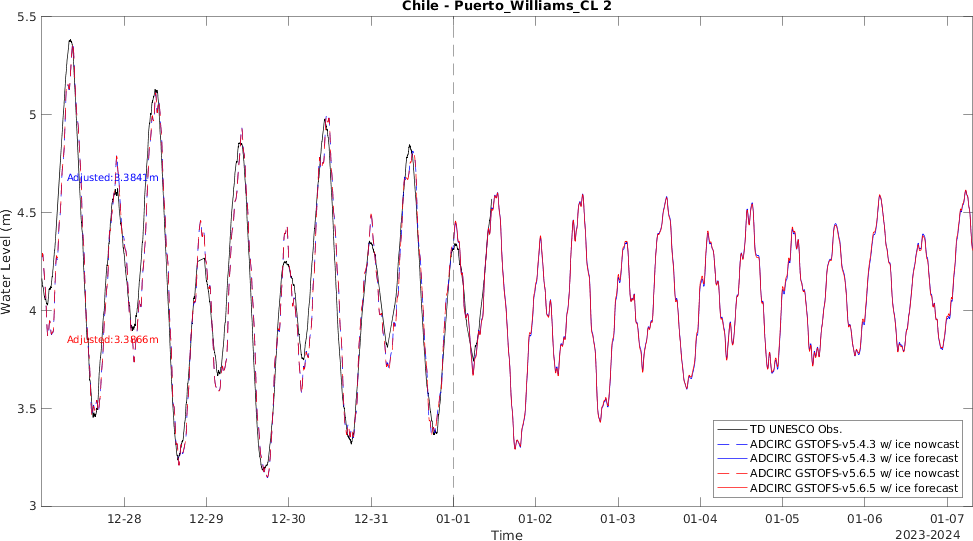 Chile - Puerto_Williams_CL 2
Water Level (m)
5.5
5
4.5
4
3.5
3
Adjusted:3.3841m
Adjusted:3.3866m
TD UNESCO Obs.
ADCIRC GSTOFS-v5.4.3 w/ ice nowcast
ADCIRC GSTOFS-v5.4.3 w/ ice forecast
ADCIRC GSTOFS-v5.6.5 w/ ice nowcast
ADCIRC GSTOFS-v5.6.5 w/ ice forecast
12-28 12-29 12-30 12-31 01-01 01-02 01-03 01-04 01-05 01-06 01-07
Time
2023-2024